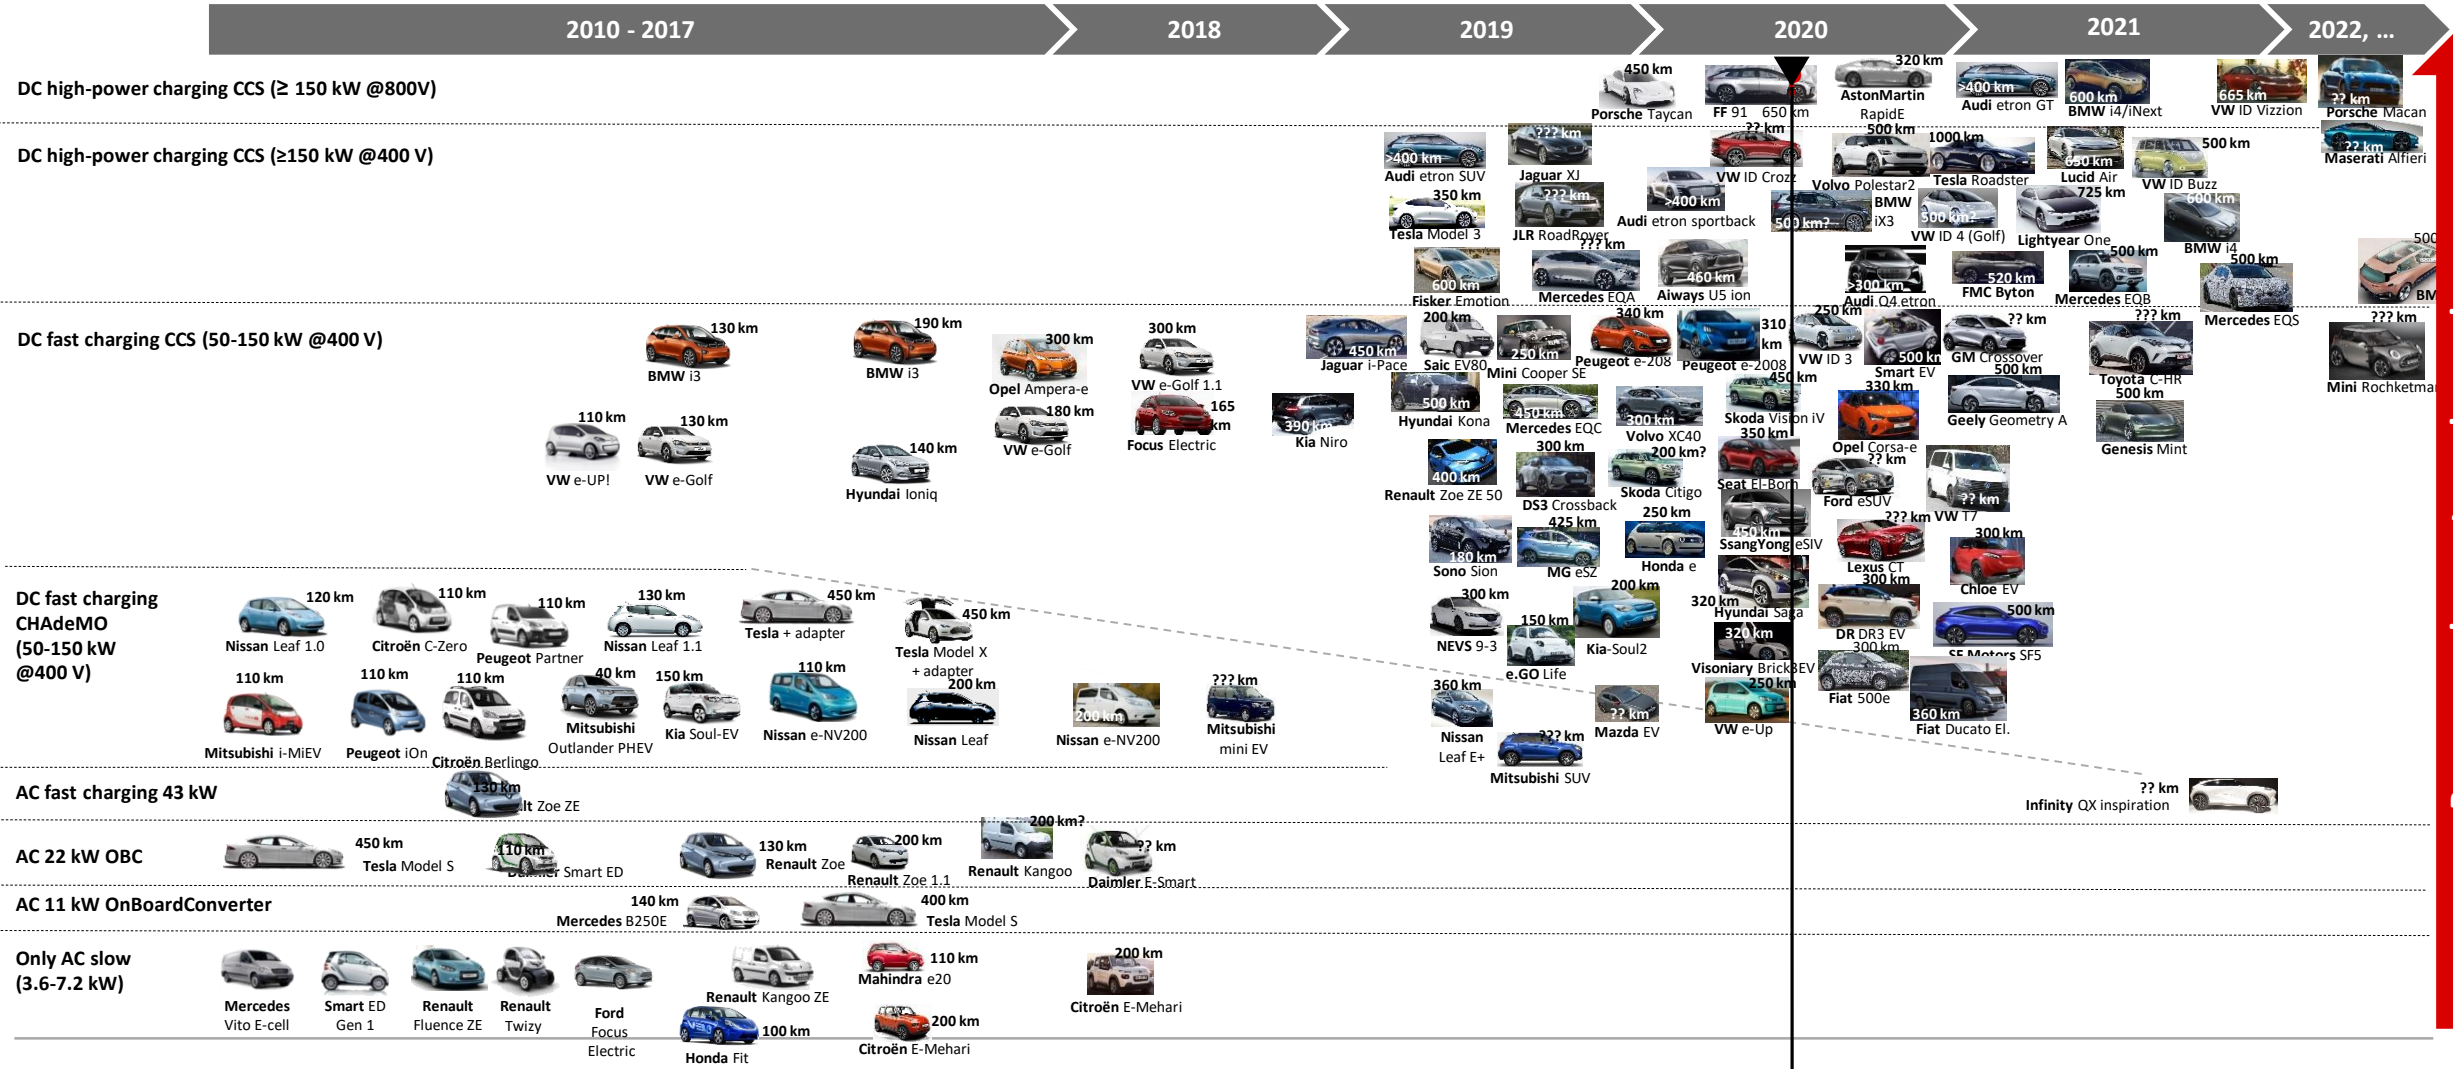 2010 - 2017
2018
2019
2020
2021
2022, ...
DC high-power charging CCS (≥ 150 kW @800V)
450 km
Porsche Taycan
FF 91 650 km
320 km
AstonMartin
RapidE
>400 km
Audi etron GT
600 km
BMW i4/iNext
665 km
VW ID Vizzion
?? km
Porsche Macan
DC high-power charging CCS (≥150 kW @400 V)
>400 km
Audi etron SUV
??? km
Jaguar XJ
?? km
VW ID Crozz
500 km
Volvo Polestar2
1000 km
Tesla Roadster
650 km
Lucid Air
500 km
VW ID Buzz
?? km
Maserati Alfieri
350 km
Tesla Model 3
??? km
JLR RoadRover
>400 km
Audi etron sportback
500 km?
BMW
iX3
500 km?
VW ID 4 (Golf)
725 km
Lightyear One
600 km
BMW i4
600 km
Fisker Emotion
??? km
Mercedes EQA
460 km
Aiways U5 ion
>300 km
Audi Q4 etron
520 km
FMC Byton
500 km
Mercedes EQB
500 km
Mercedes EQS
500
BM
DC fast charging CCS (50-150 kW @400 V)
130 km
BMW i3
190 km
BMW i3
300 km
Opel Ampera-e
300 km
VW e-Golf 1.1
450 km
Jaguar i-Pace
200 km
Saic EV80
250 km
Mini Cooper SE
340 km
Peugeot e-208
310
km
Peugeot e-2008
250 km
VW ID 3
500 km
Smart EV
?? km
GM Crossover
??? km
Toyota C-HR
??? km
Mini Rochketma
110 km
VW e-UP!
130 km
VW e-Golf
140 km
Hyundai Ioniq
180 km
VW e-Golf
165
km
Focus Electric
390 km
Kia Niro
500 km
Hyundai Kona
450 km
Mercedes EQC
300 km
Volvo XC40
450 km
Skoda Vision iV
330 km
Opel Corsa-e
500 km
Geely Geometry A
500 km
Genesis Mint
400 km
Renault Zoe ZE 50
300 km
DS3 Crossback
200 km?
Skoda Citigo
350 km
Seat El-Born
?? km
Ford eSUV
?? km
VW T7
180 km
Sono Sion
425 km
MG eSZ
250 km
Honda e
450 km
SsangYong eSIV
??? km
Lexus CT
300 km
Chloe EV
DC fast charging
CHAdeMO
(50-150 kW
@400 V)
120 km
Nissan Leaf 1.0
110 km
Citroën C-Zero
110 km
Peugeot Partner
130 km
Nissan Leaf 1.1
450 km
Tesla + adapter
450 km
Tesla Model X
+ adapter
300 km
NEVS 9-3
150 km
e.GO Life
200 km
Kia-Soul2
320 km
Hyundai Saga
300 km
DR DR3 EV
500 km
SF Motors SF5
320 km
Visoniary Brick3EV
300 km
Fiat 500e
110 km
Mitsubishi i-MiEV
110 km
Peugeot iOn
110 km
Citroën Berlingo
40 km
Mitsubishi
Outlander PHEV
150 km
Kia Soul-EV
110 km
Nissan e-NV200
200 km
Nissan Leaf
200 km
Nissan e-NV200
??? km
Mitsubishi
mini EV
360 km
Nissan
Leaf E+
??? km
Mitsubishi SUV
?? km
Mazda EV
250 km
VW e-Up
360 km
Fiat Ducato El.
AC fast charging 43 kW
130 km
lt Zoe ZE
?? km
Infinity QX inspiration
AC 22 kW OBC
450 km
Tesla Model S
110 km
Daimler Smart ED
130 km
Renault Zoe
200 km
Renault Zoe 1.1
200 km?
Renault Kangoo
?? km
Daimler E-Smart
AC 11 kW OnBoardConverter
140 km
Mercedes B250E
400 km
Tesla Model S
Only AC slow
(3.6-7.2 kW)
Mercedes
Vito E-cell
Smart ED
Gen 1
Renault
Fluence ZE
Renault
Twizy
Ford
Focus
Electric
Renault Kangoo ZE
100 km
Honda Fit
110 km
Mahindra e20
200 km
Citroën E-Mehari
200 km
Citroën E-Mehari